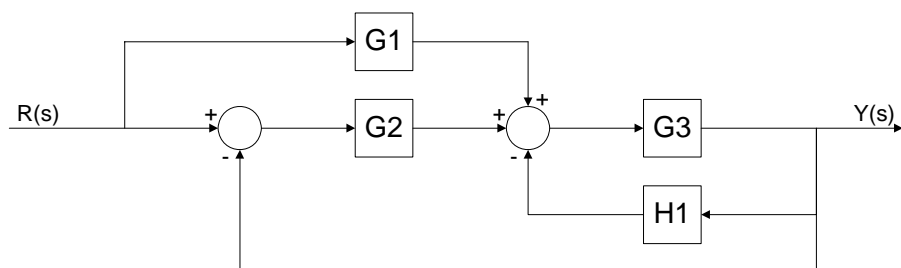 G1
+
R(s)
+
G2
+
G3
Y(s)
-
-
H1